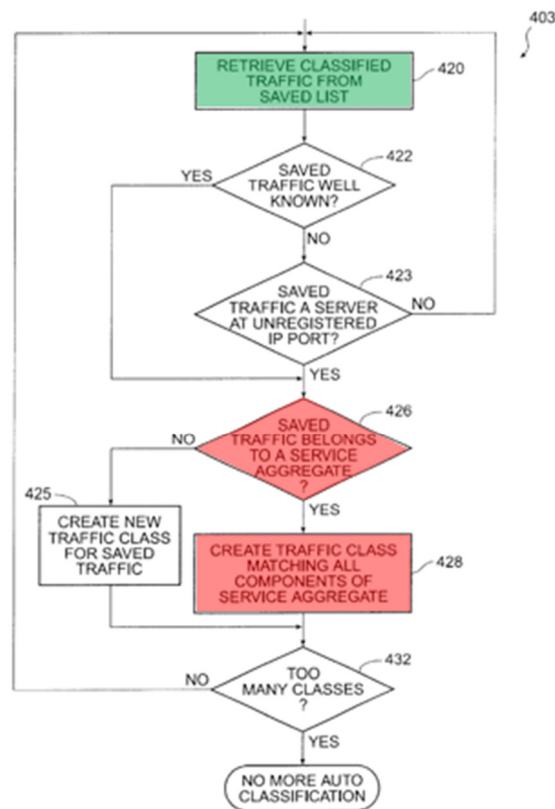 403
RETRIEVE CLASSIFIED
TRAFFIC FROM
SAVED LIST
420
422
SAVED
TRAFFIC WELL
KNOWN?
YES
NO
423
SAVED
TRAFFIC A SERVER
AT UNREGISTERED
IP PORT?
NO
YES
426
SAVED
TRAFFIC BELONGS
TO A SERVICE
AGGREGATE
?
NO
YES
425
CREATE NEW
TRAFFIC CLASS
FOR SAVED
TRAFFIC
CREATE TRAFFIC CLASS
MATCHING ALL
COMPONENTS OF
SERVICE AGGREGATE
428
432
TOO
MANY CLASSES
?
NO
YES
NO MORE AUTO
CLASSIFICATION